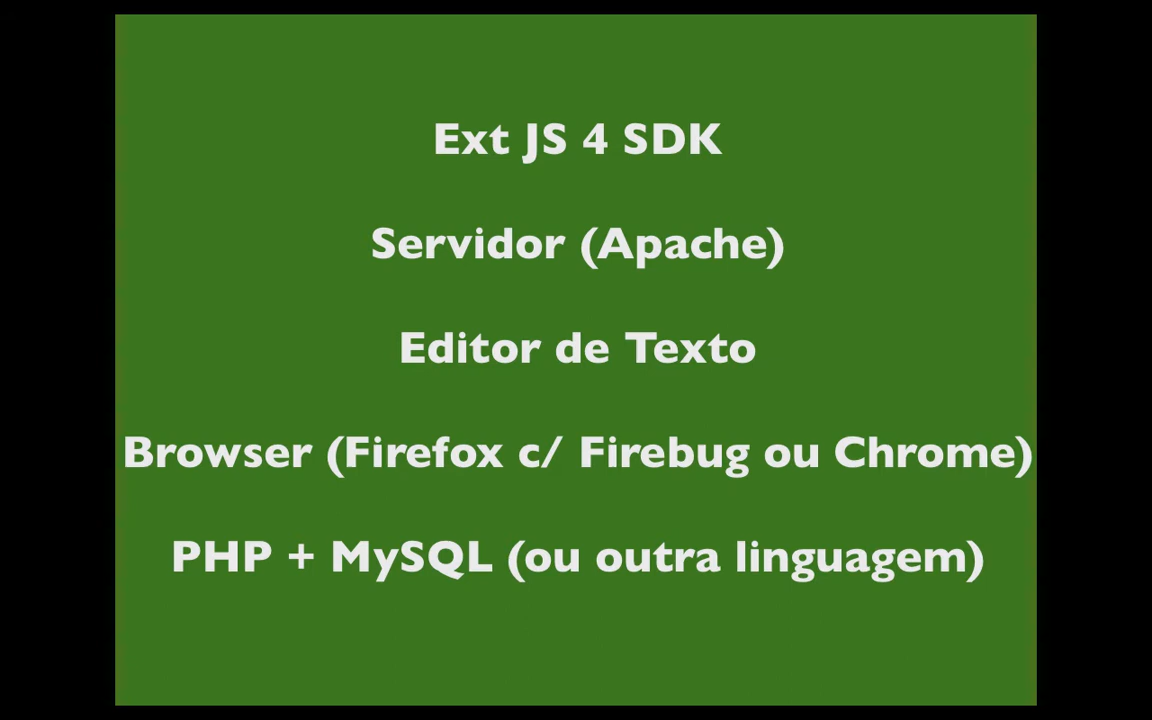 Ext JS 4 SDK
Servidor (Apache)
Editor de Texto
Browser (Firefox c/ Firebug ou Chrome)
PHP + MySQL (ou outra linguagem)